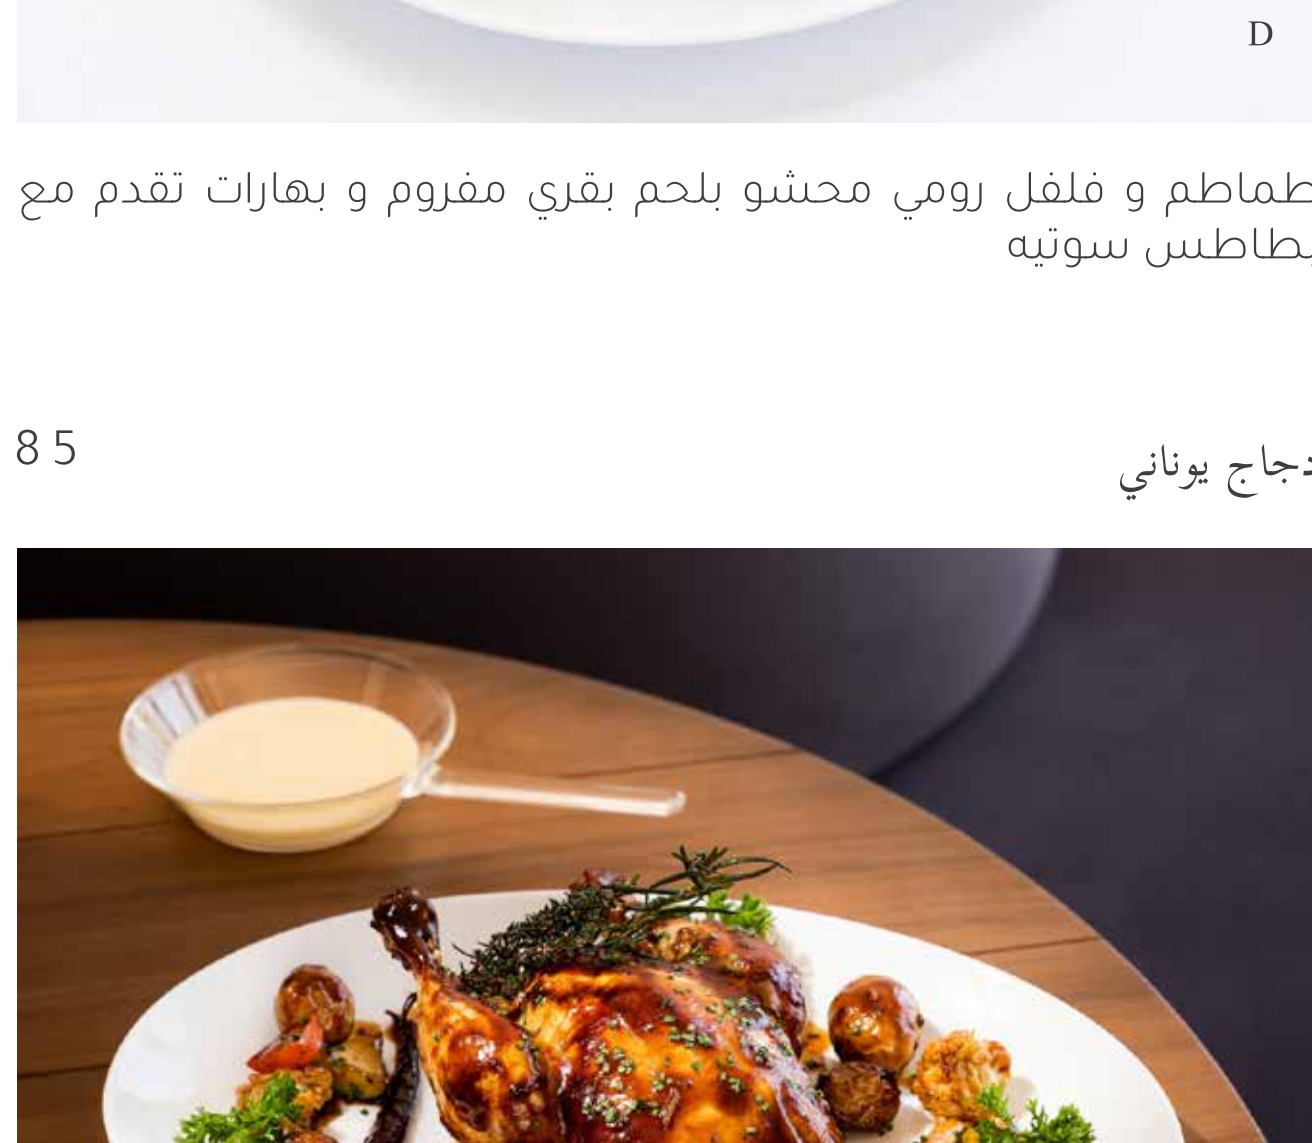 D
طماطم و فلفل رومي محشو بلحم بقري مفروم و بهارات تقدم مع
بطاطس سوتيه
دجاج يوناني
85